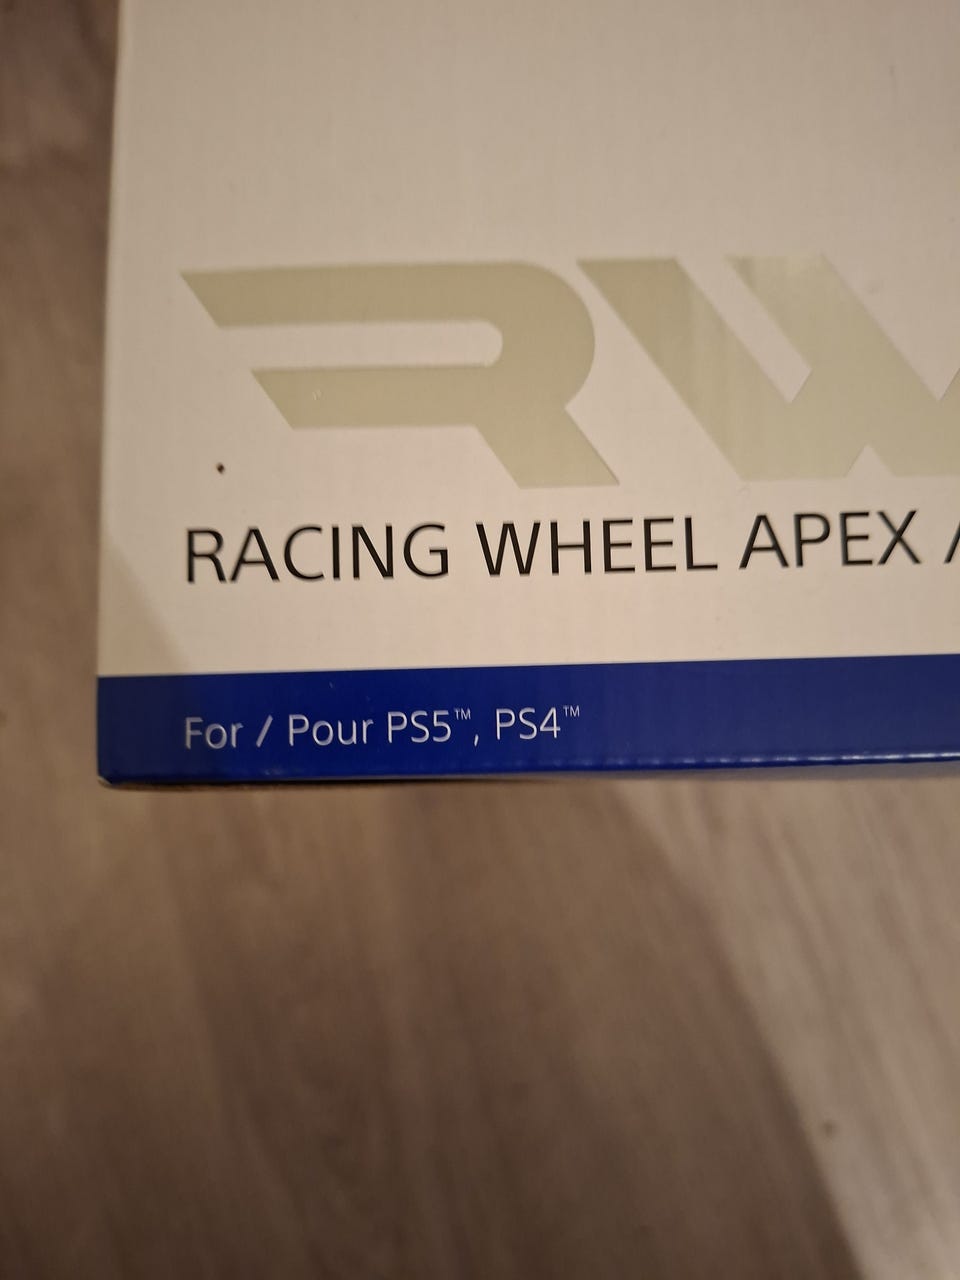 RW
RACING WHEEL APEX
For / Pour PS5™, PS4™